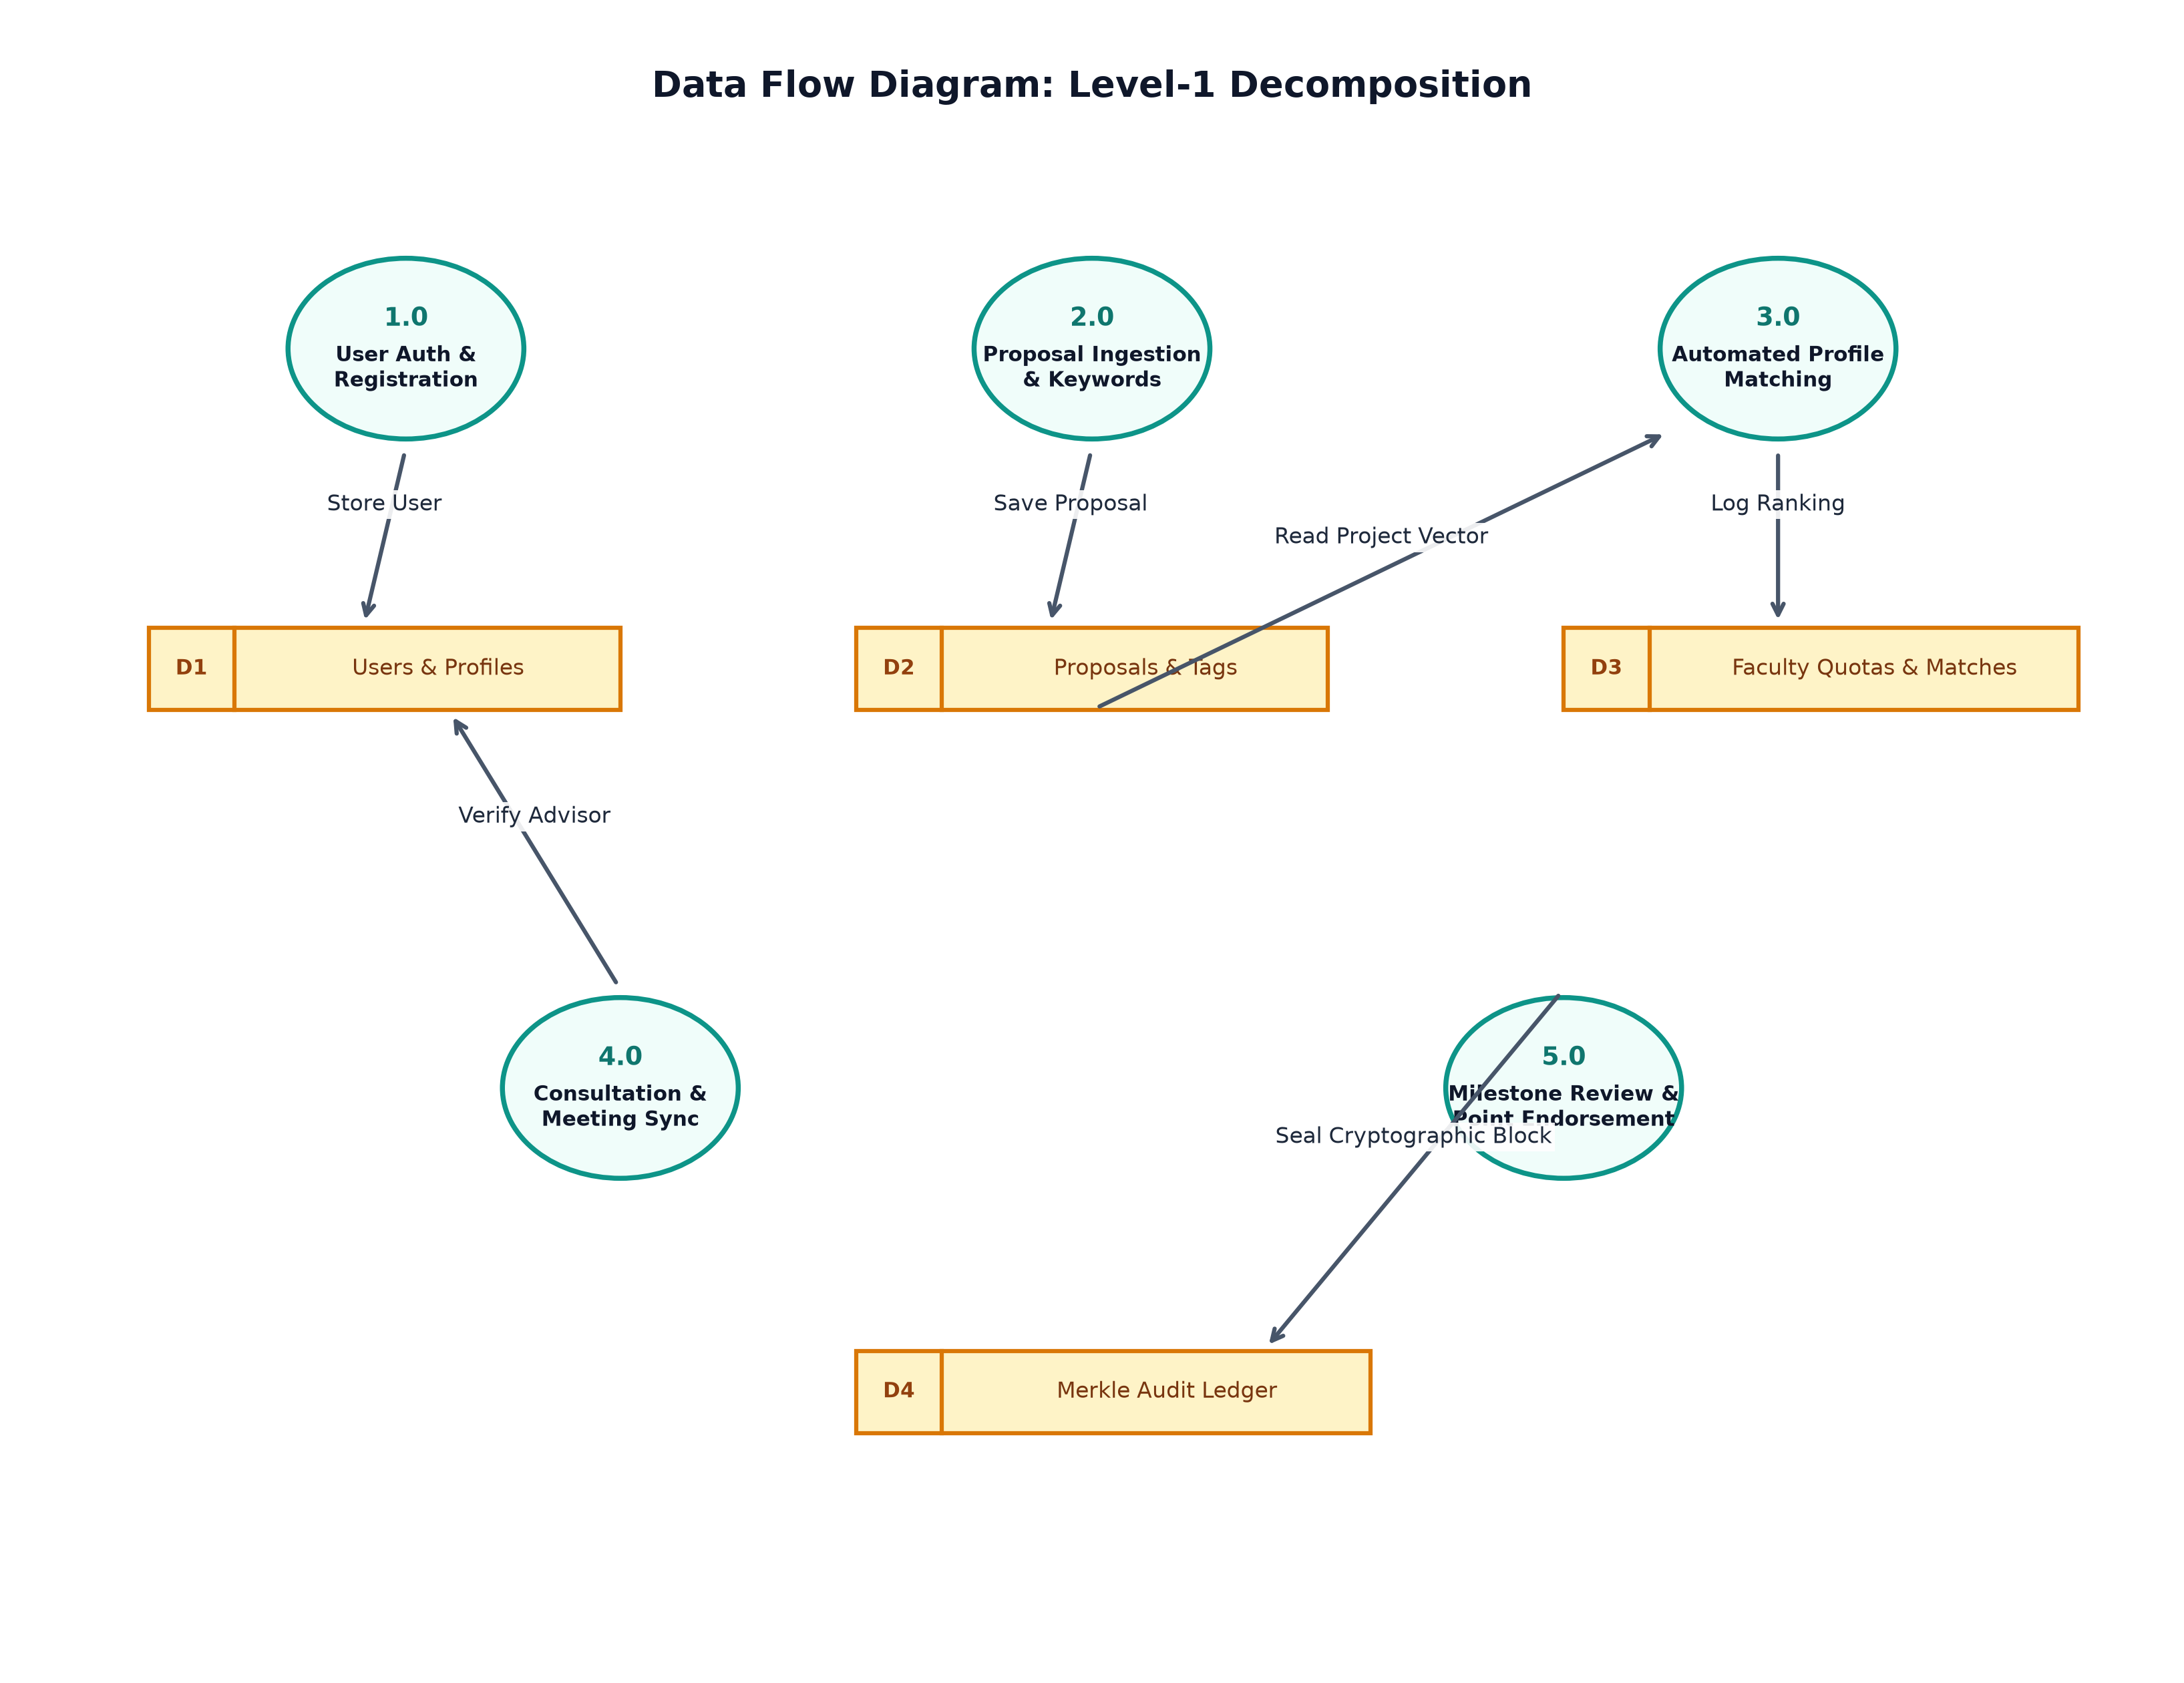 Data Flow Diagram: Level-1 Decomposition
1.0
User Auth &
Registration
2.0
Proposal Ingestion
& Keywords
3.0
Automated Profile
Matching
Store User
Save Proposal
Read Project Vector
Log Ranking
D1
Users & Profiles
D2
Proposals & Tags
D3
Faculty Quotas & Matches
Verify Advisor
4.0
Consultation &
Meeting Sync
5.0
Milestone Review &
Point Endorsement
Seal Cryptographic Block
D4
Merkle Audit Ledger